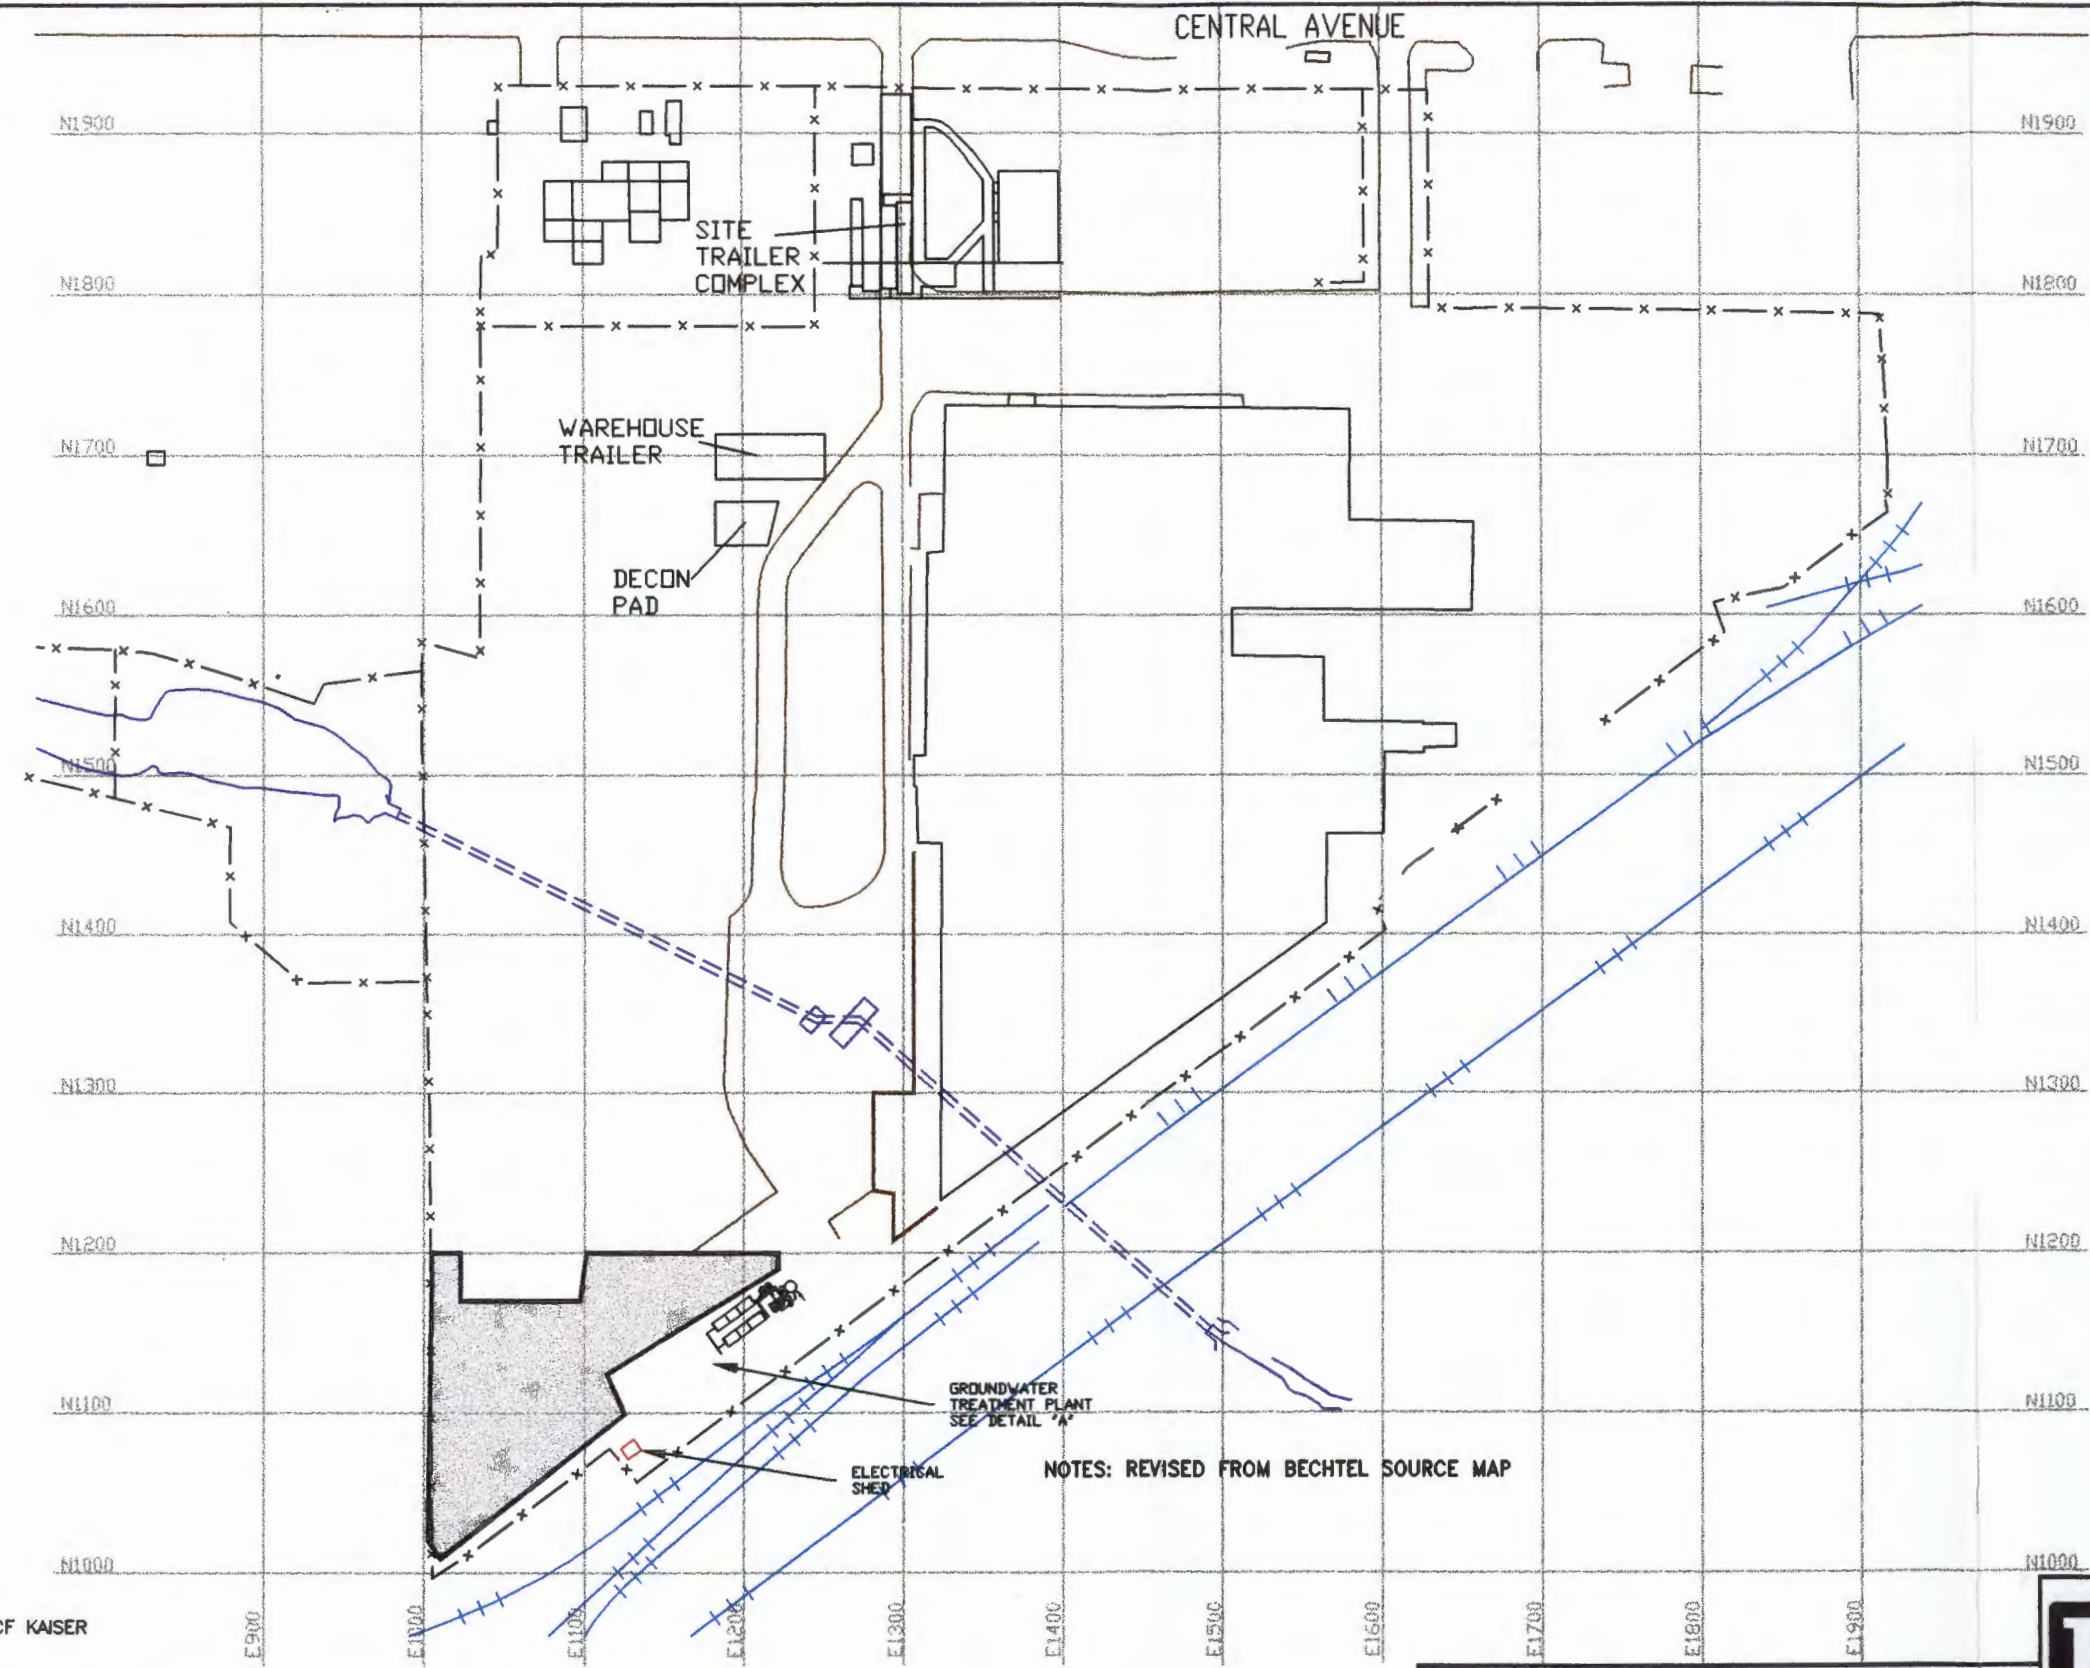 CENTRAL AVENUE
N1900
N1900
SITE
TRAILER
COMPLEX
N1800
N1800
WAREHOUSE
TRAILER
N1700
N1700
DECON
PAD
N1600
N1600
N1500
N1500
N1400
N1400
N1300
N1300
N1200
N1200
GROUNDWATER
TREATMENT PLANT
SEE DETAIL "A"
N1100
N1100
ELECTRICAL
SHED
NOTES: REVISED FROM BECHTEL SOURCE MAP
N1000
N1000
CF KAISER
E900
E1000
E1100
E1200
E1300
E1400
E1500
E1600
E1700
E1800
E1900